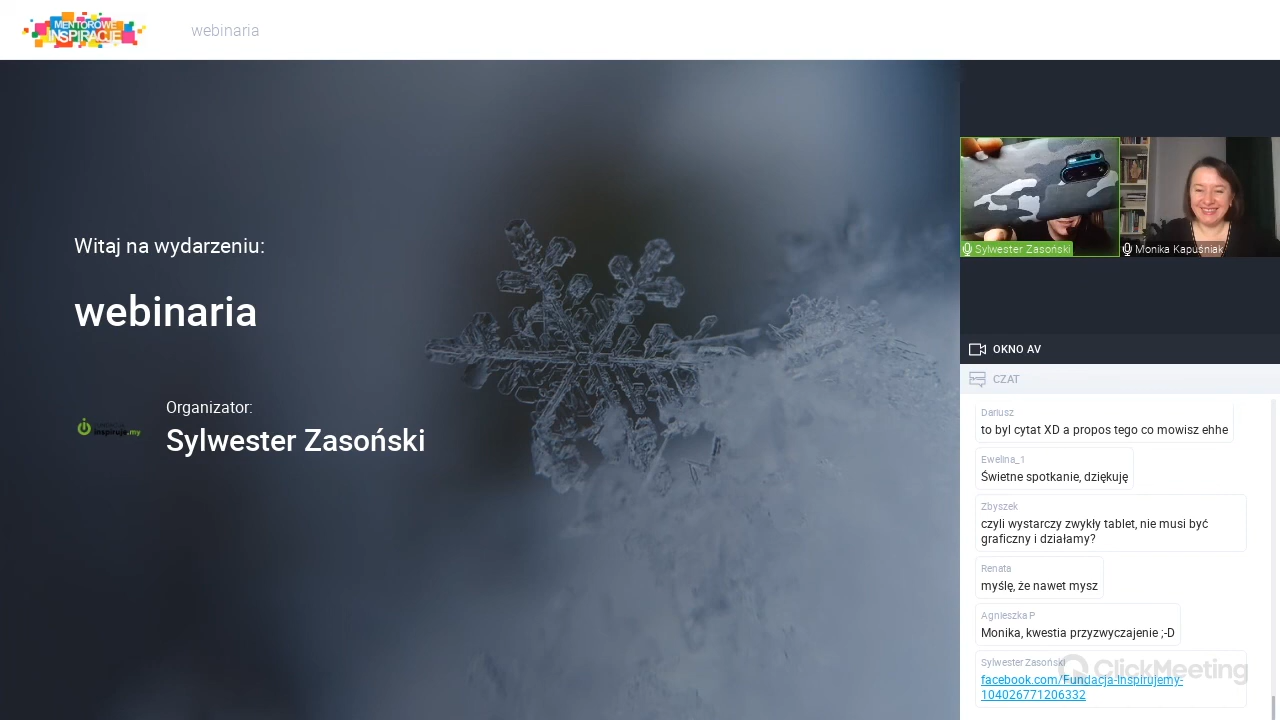 MENTOROWE
INSPIRACJE
webinaria
Witaj na wydarzeniu:
webinaria
Organizator:
Sylwester Zasoński
inspiruje.my
Sylwester Zasoński
Monika Kapuśniak
OKNO AV
CZAT
Dariusz
to byl cytat XD a propos tego co mowisz ehhe
Ewelina_1
Świetne spotkanie, dziękuję
Zbyszek
czyli wystarczy zwykły tablet, nie musi być
graficzny i działamy?
Renata
myślę, że nawet mysz
Agnieszka P
Monika, kwestia przyzwyczajenie ;-D
Sylwester Zasoński
facebook.com/Fundacja-Inspirujemy-
104026771206332
ClickMeeting